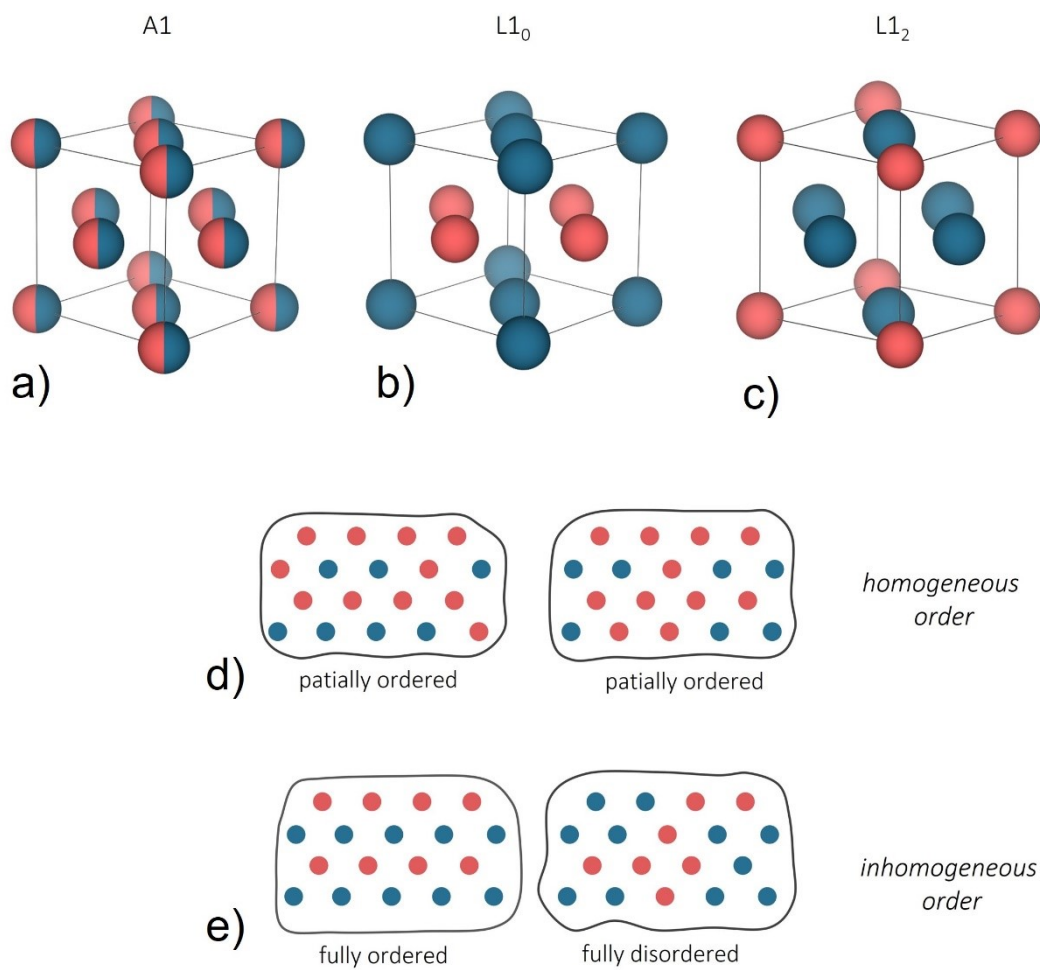 A1
L1₀
L1₂
a)
b)
c)
homogeneous
order
d)
patially ordered
patially ordered
inhomogeneous
order
e)
fully ordered
fully disordered